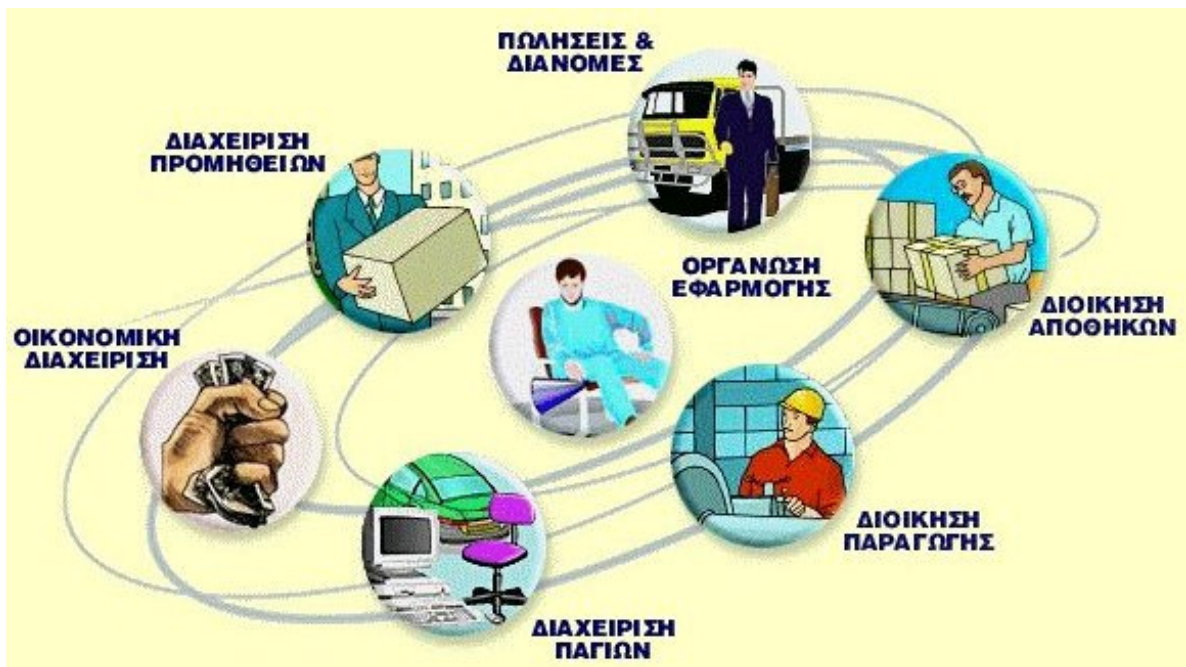 ΠΩΛΗΣΕΙΣ &
ΔΙΑΝΟΜΕΣ
ΔΙΑΧΕΙΡΙΣΗ
ΠΡΟΜΗΘΕΙΩΝ
ΟΡΓΑΝΩΣΗ
ΕΦΑΡΜΟΓΗΣ
ΔΙΟΙΚΗΣΗ
ΑΠΟΘΗΚΩΝ
ΟΙΚΟΝΟΜΙΚΗ
ΔΙΑΧΕΙΡΙΣΗ
ΔΙΟΙΚΗΣΗ
ΠΑΡΑΓΩΓΗΣ
ΔΙΑΧΕΙΡΙΣΗ
ΠΑΓΙΩΝ